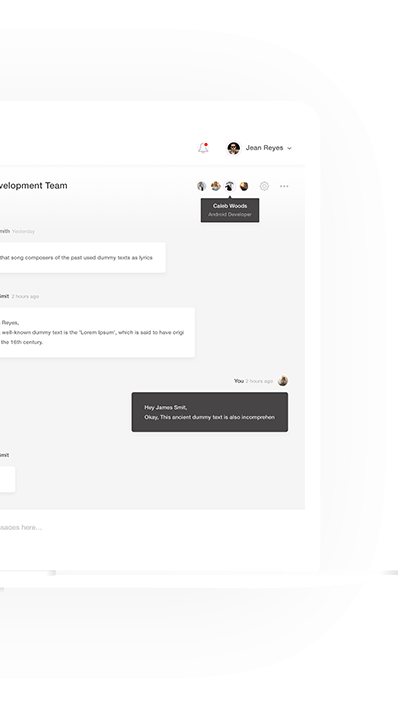 Jean Reyes
velopment Team
Caleb Woods
Android Developer
mith Yesterday
that song composers of the past used dummy texts as lyrics
Smit 2 hours ago
Reyes,
well-known dummy text is the 'Lorem Ipsum', which is said to have origi
the 16th century.
You 2 hours ago
Hey James Smit,
Okay, This ancient dummy text is also incomprehen
Smit
ssages here...